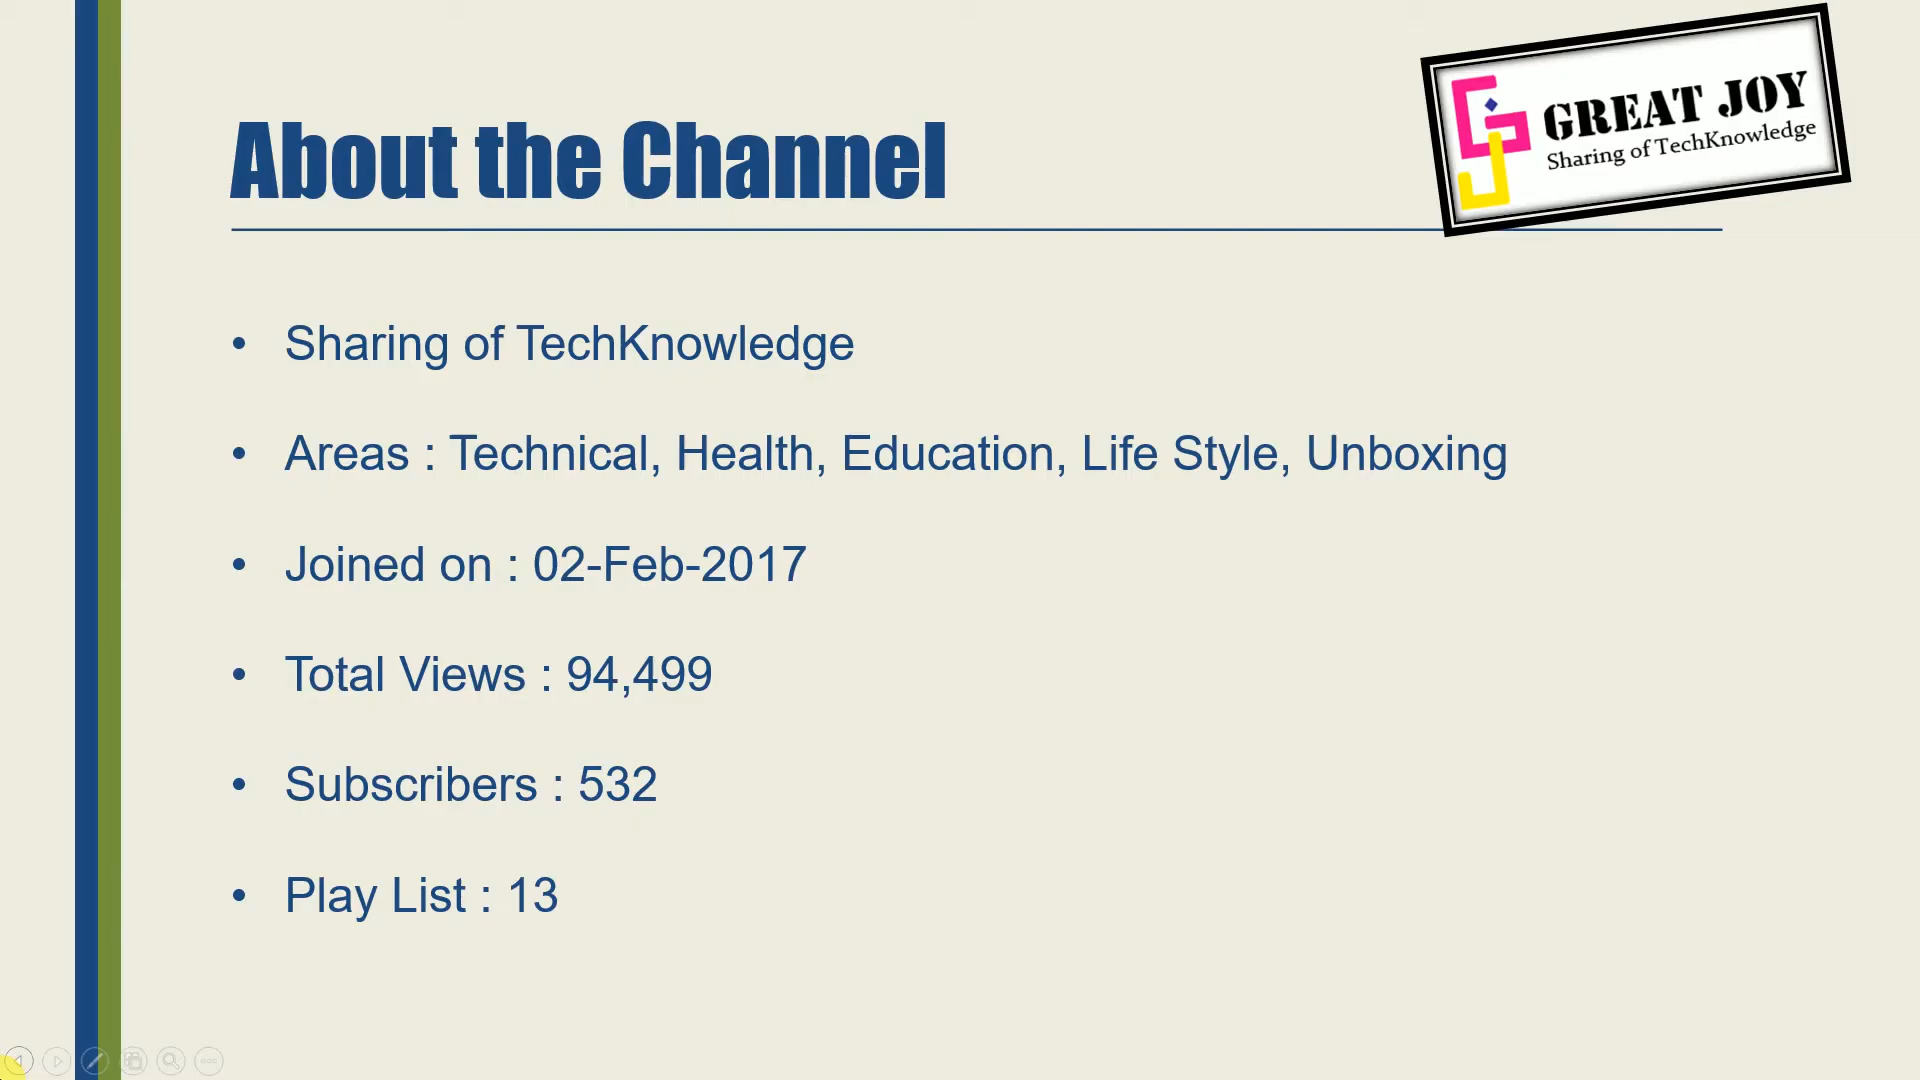 About the Channel
GREAT JOY
Sharing of TechKnowledge
• Sharing of TechKnowledge
• Areas : Technical, Health, Education, Life Style, Unboxing
• Joined on : 02-Feb-2017
• Total Views : 94,499
• Subscribers : 532
• Play List : 13